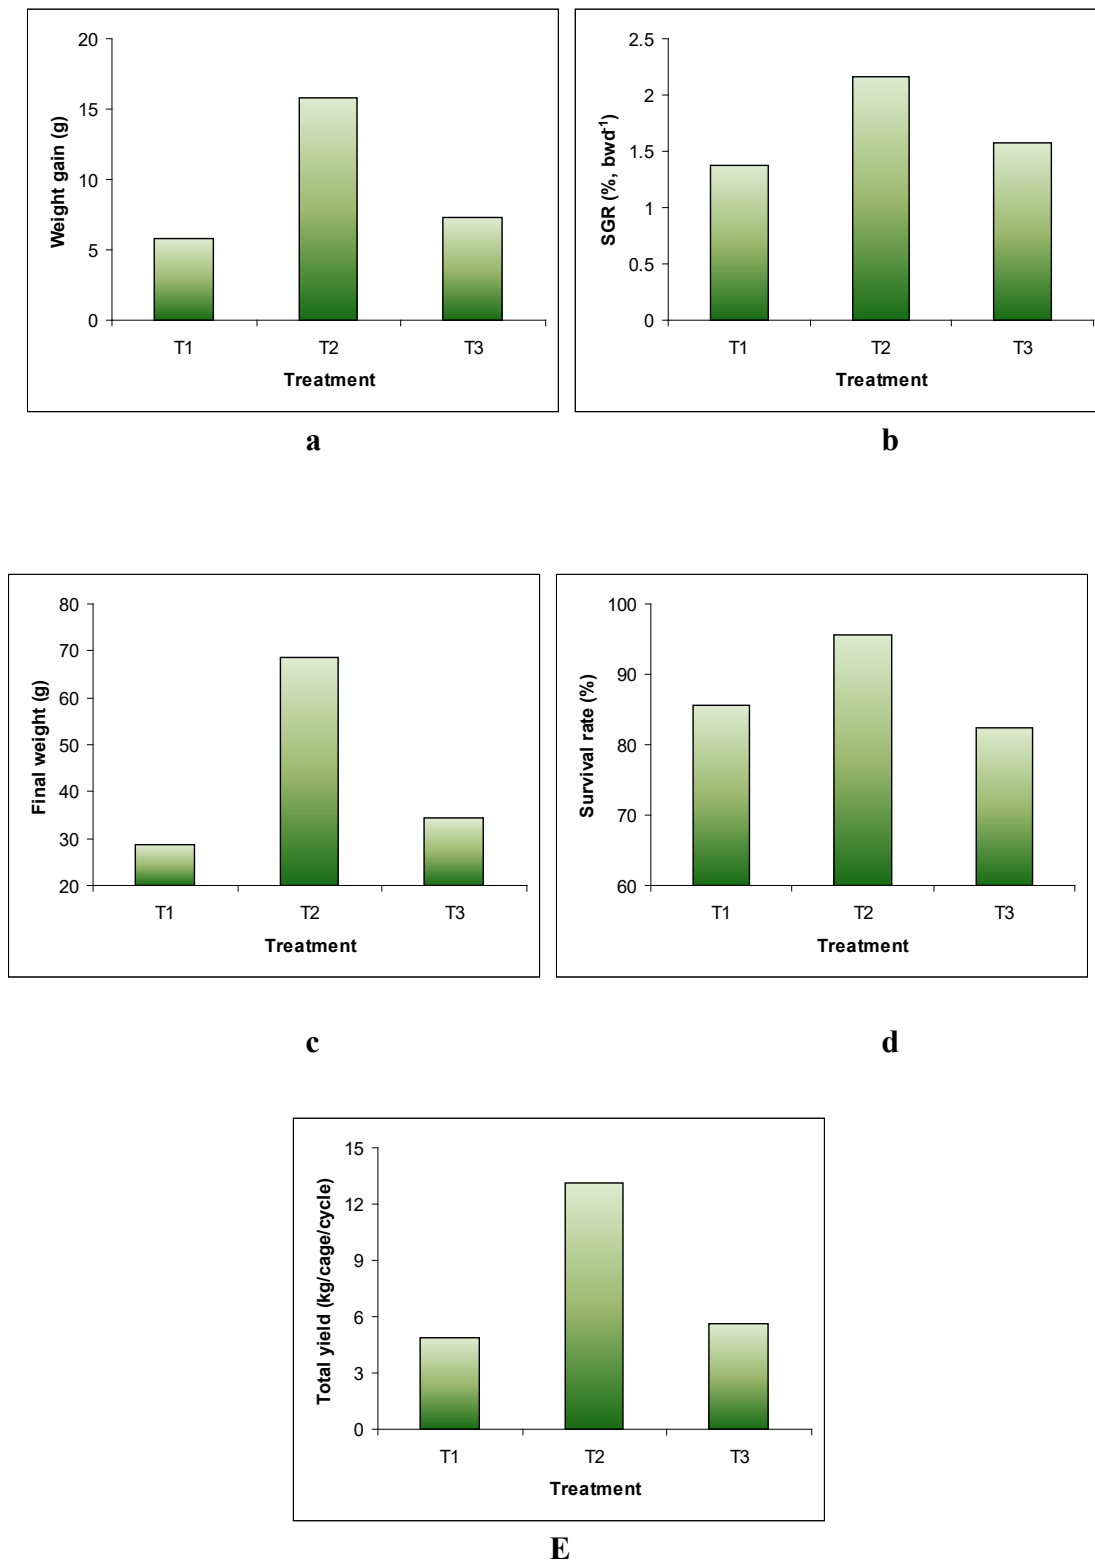 20
15
10
5
0
Weight gain (g)
T1 T2 T3
Treatment
a
2.5
2
1.5
1
0.5
0
SGR (%, bwd⁻¹)
T1 T2 T3
Treatment
b
80
70
60
50
40
30
20
Final weight (g)
T1 T2 T3
Treatment
c
100
90
80
70
60
Survival rate (%)
T1 T2 T3
Treatment
d
15
12
9
6
3
0
Total yield (kg/cage/cycle)
T1 T2 T3
Treatment
E